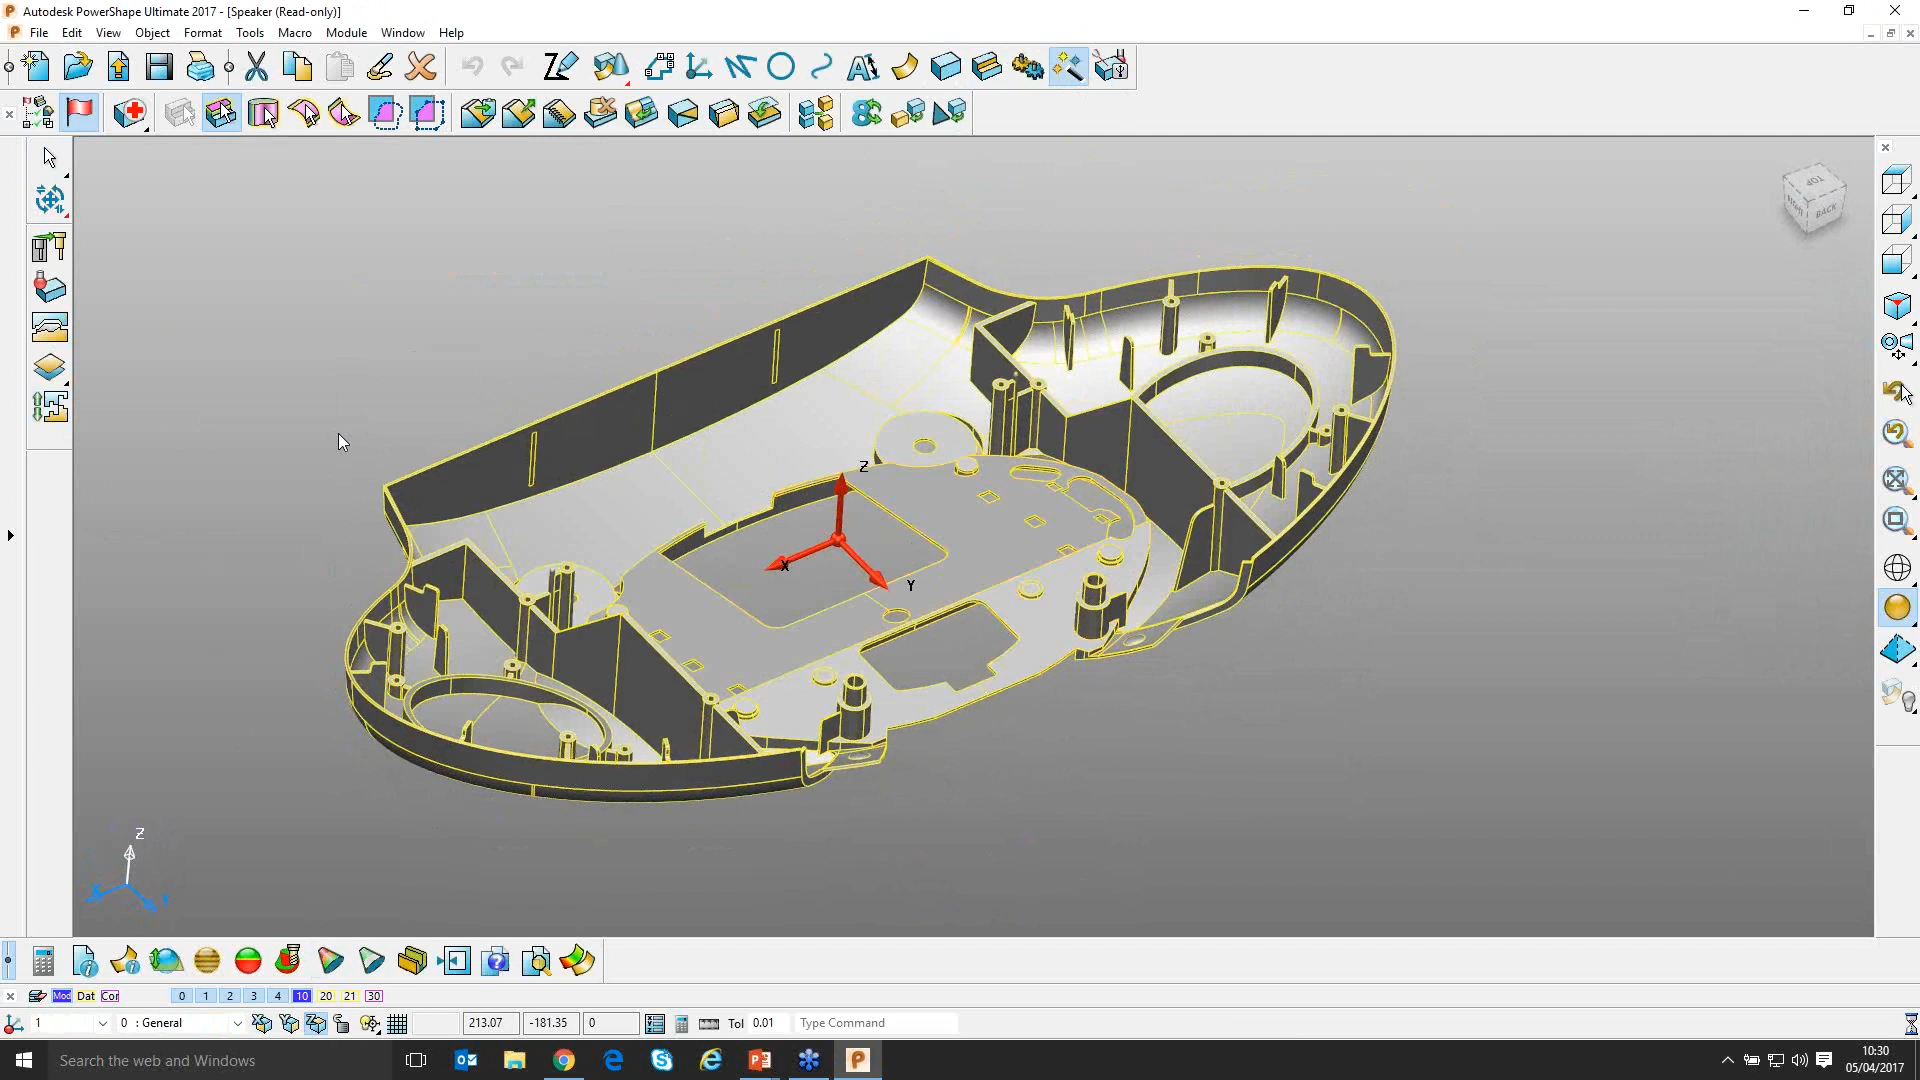 Autodesk PowerShape Ultimate 2017 - [Speaker (Read-only)]
File Edit View Object Format Tools Macro Module Window Help
TOP
BACK
Z
X
Y
Z
X
Y
Mod Dat Cor 0 1 2 3 4 10 20 21 30
1 0 : General 213.07 -181.35 0 Tol 0.01 Type Command
Search the web and Windows
10:30
05/04/2017